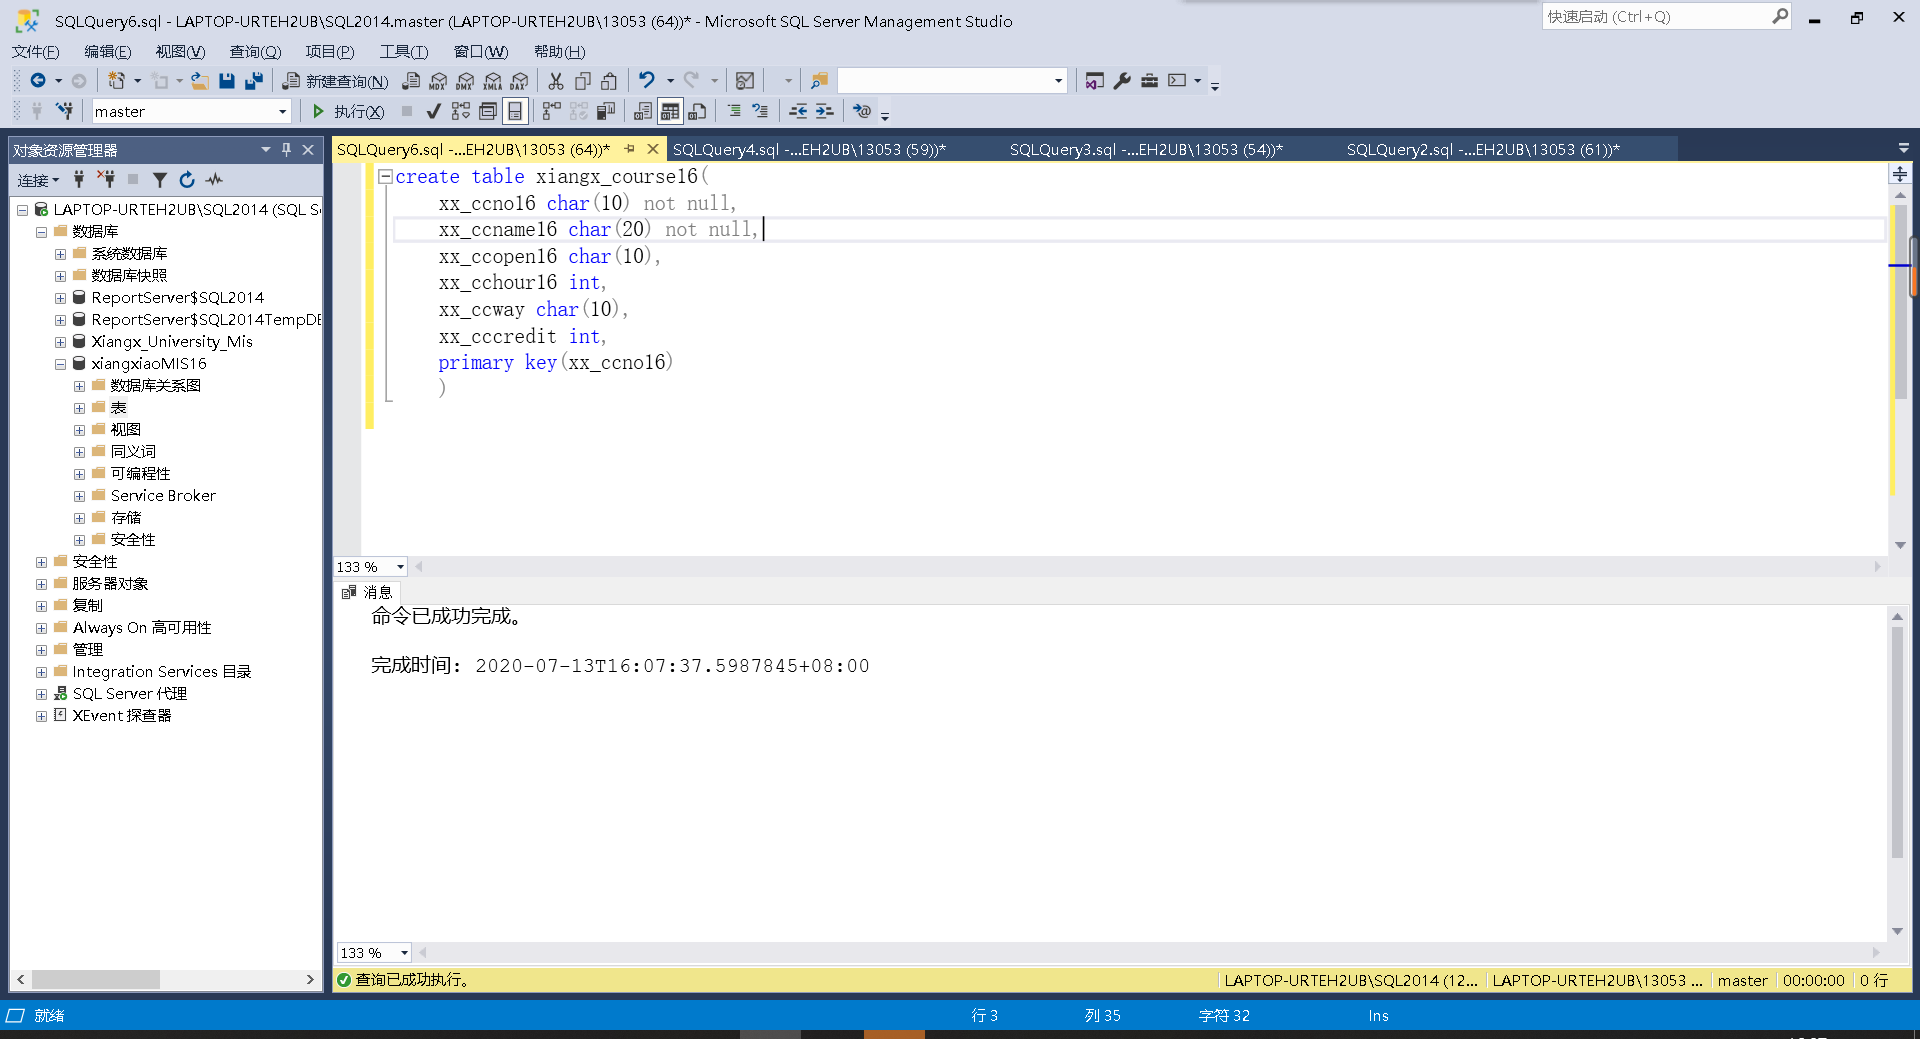 SQLQuery6.sql - LAPTOP-URTEH2UB\SQL2014.master (LAPTOP-URTEH2UB\13053 (64))* - Microsoft SQL Server Management Studio
快速启动 (Ctrl+Q)
文件(F) 编辑(E) 视图(V) 查询(Q) 项目(P) 工具(T) 窗口(W) 帮助(H)
新建查询(N) MDX DMX XMLA DAX
master 执行(X)
对象资源管理器
连接
LAPTOP-URTEH2UB\SQL2014 (SQL S
数据库
系统数据库
数据库快照
ReportServer$SQL2014
ReportServer$SQL2014TempDB
Xiangx_University_Mis
xiangxiaoMIS16
数据库关系图
表
视图
同义词
可编程性
Service Broker
存储
安全性
安全性
服务器对象
复制
Always On 高可用性
管理
Integration Services 目录
SQL Server 代理
XEvent 探查器
SQLQuery6.sql -...EH2UB\13053 (64))* SQLQuery4.sql -...EH2UB\13053 (59))* SQLQuery3.sql -...EH2UB\13053 (54))* SQLQuery2.sql -...EH2UB\13053 (61))*
create table xiangx_course16(
xx_ccno16 char(10) not null,
xx_ccname16 char(20) not null,
xx_ccopen16 char(10),
xx_cchour16 int,
xx_ccway char(10),
xx_cccredit int,
primary key(xx_ccno16)
)
133 %
消息
命令已成功完成。
完成时间: 2020-07-13T16:07:37.5987845+08:00
133 %
查询已成功执行。 LAPTOP-URTEH2UB\SQL2014 (12... LAPTOP-URTEH2UB\13053 ... master 00:00:00 0 行
就绪 行 3 列 35 字符 32 Ins